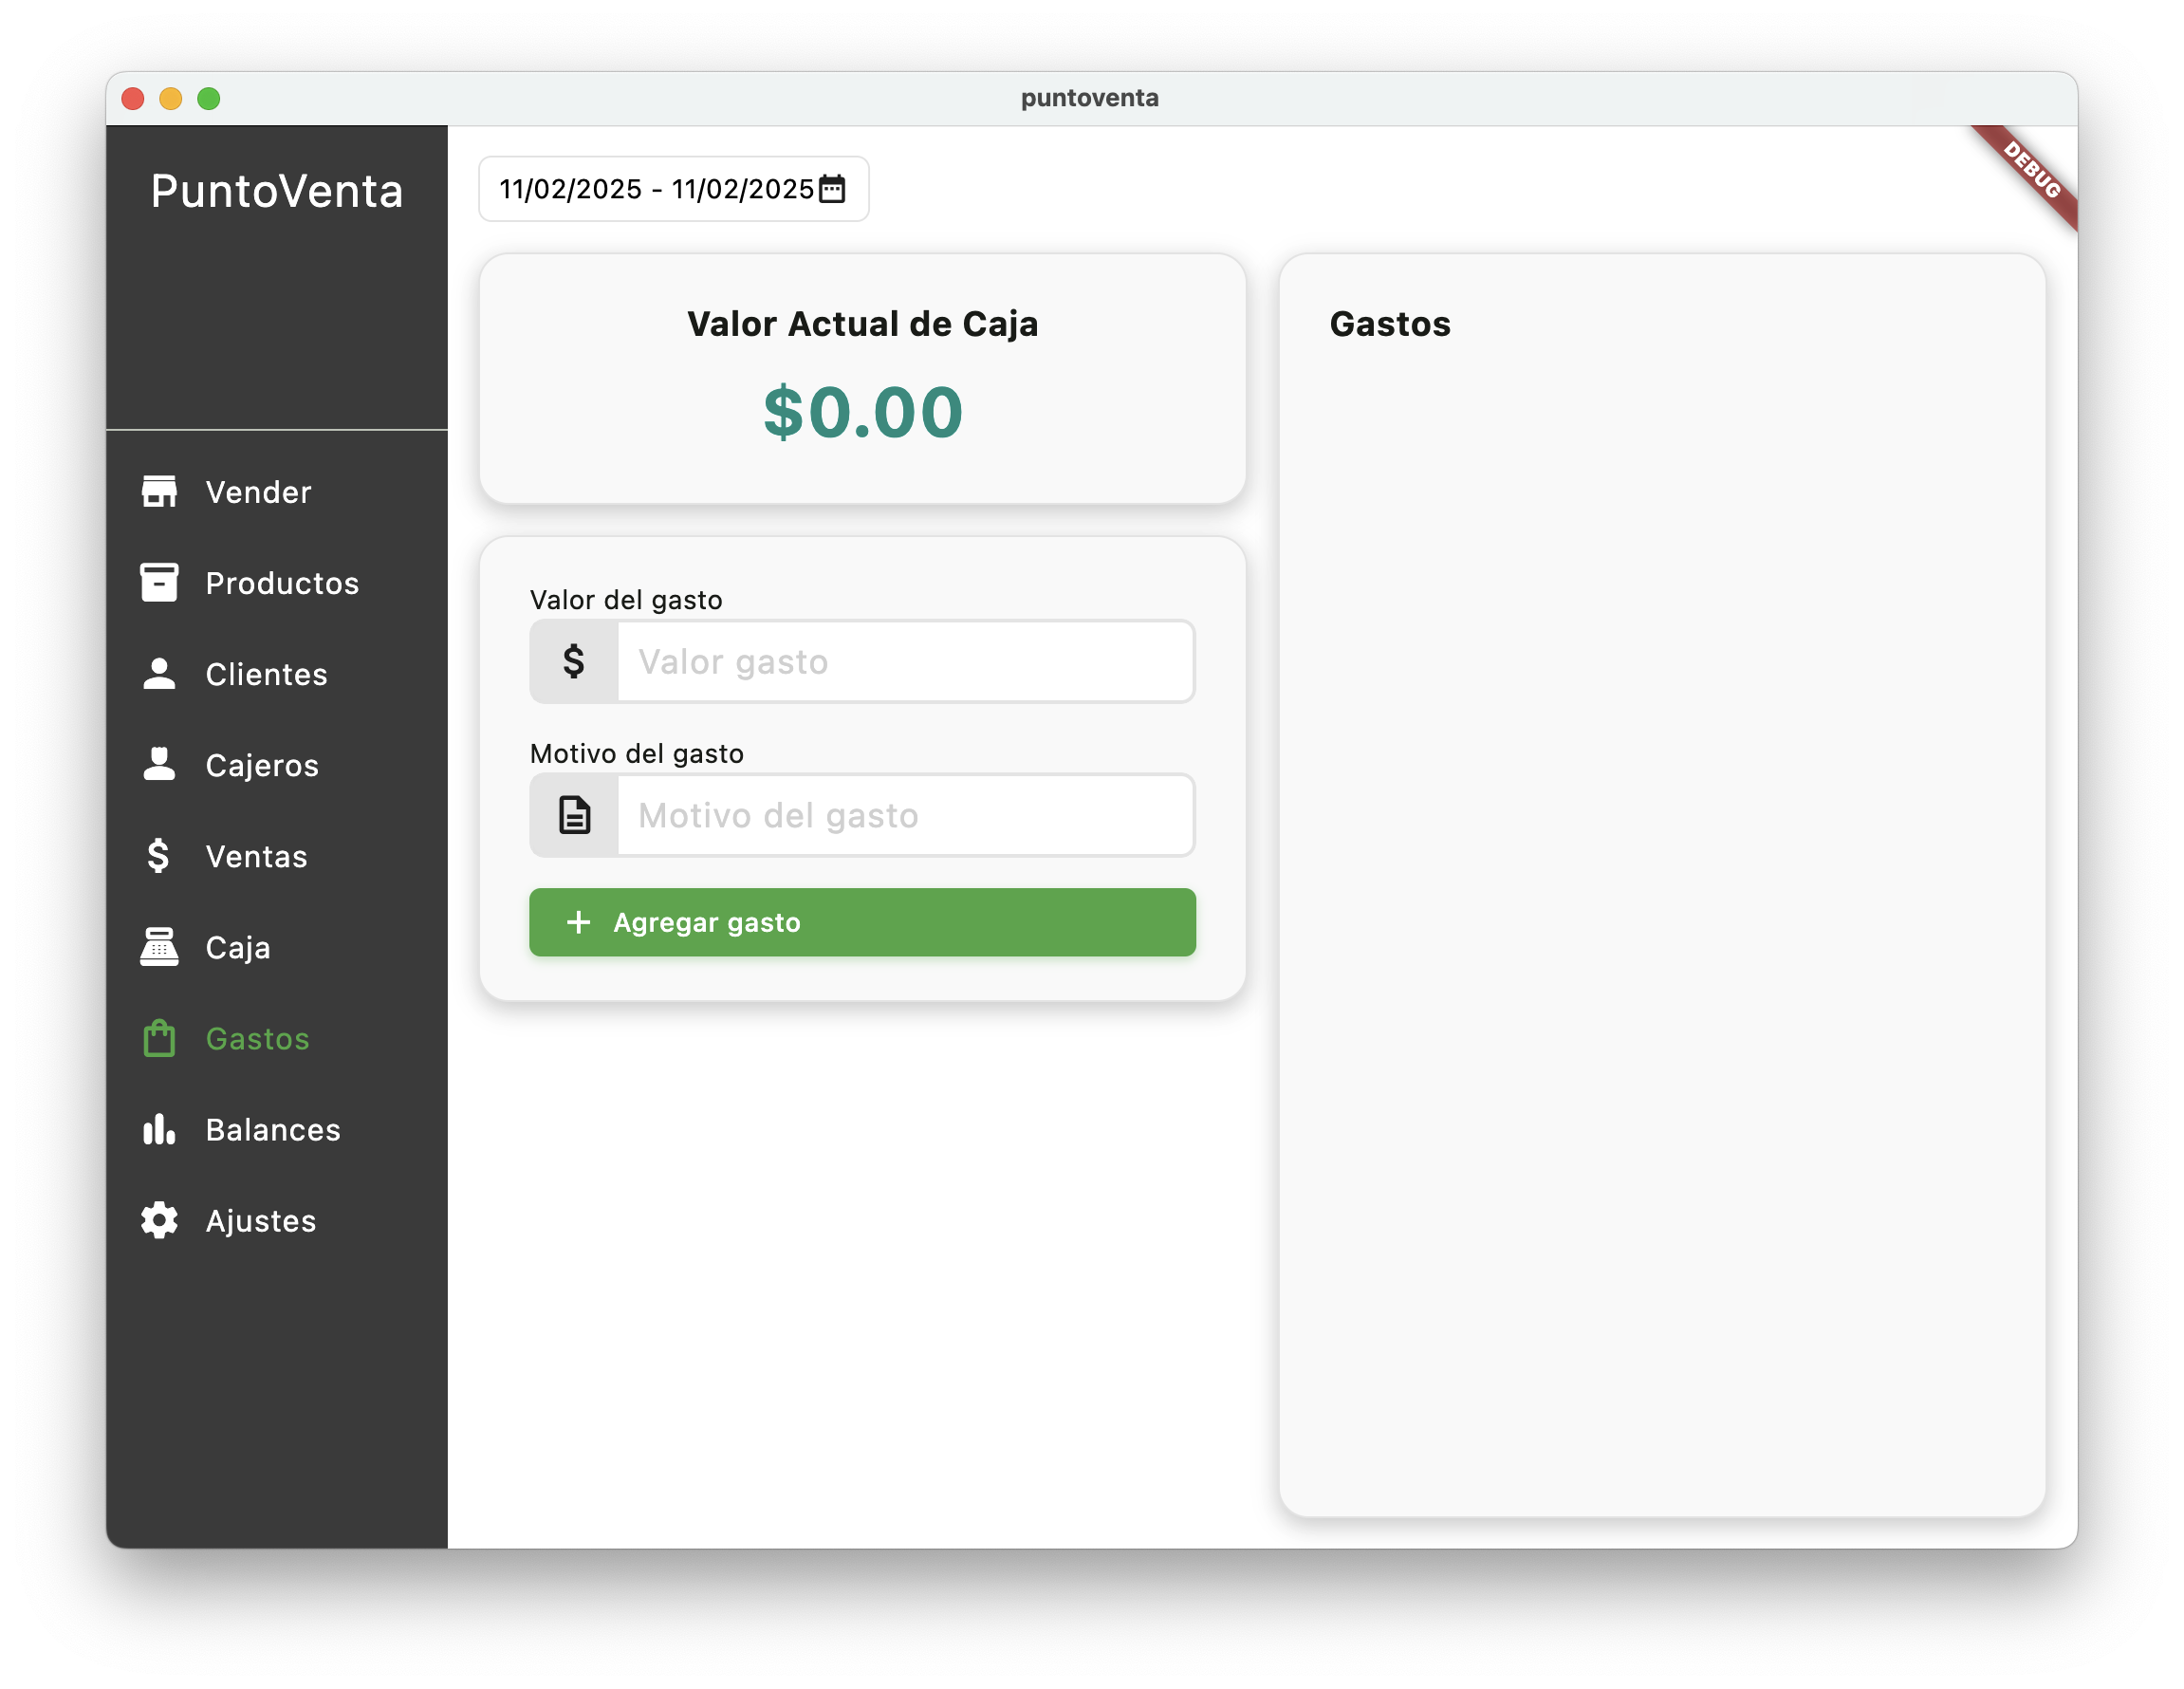 puntoventa
PuntoVenta
Vender
Productos
Clientes
Cajeros
$ Ventas
Caja
Gastos
Balances
Ajustes
11/02/2025 - 11/02/2025
DEBUG
Valor Actual de Caja
$0.00
Valor del gasto
$ Valor gasto
Motivo del gasto
Motivo del gasto
+ Agregar gasto
Gastos